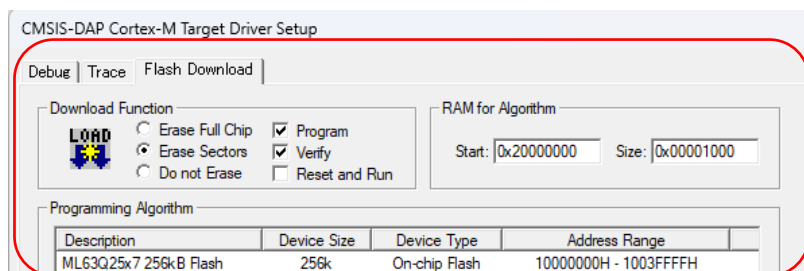 CMSIS-DAP Cortex-M Target Driver Setup
Debug Trace Flash Download
Download Function
LOAD
Erase Full Chip
Erase Sectors
Do not Erase
Program
Verify
Reset and Run
RAM for Algorithm
Start: 0x20000000 Size: 0x00001000
Programming Algorithm
Description Device Size Device Type Address Range
ML63Q25x7 256kB Flash 256k On-chip Flash 10000000H - 1003FFFFH